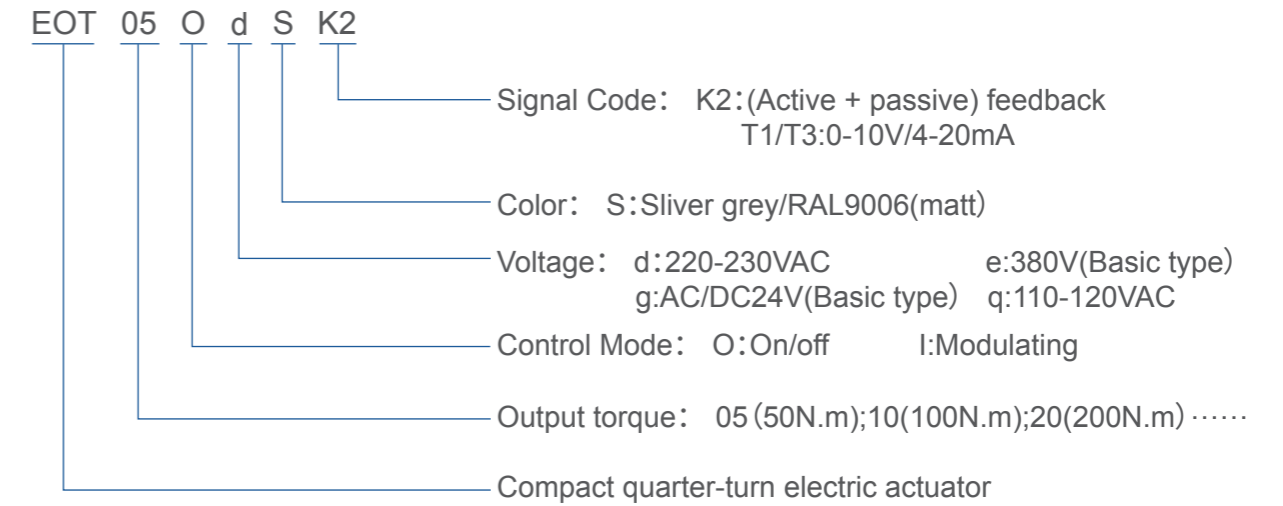 EOT 05 O d S K2
Signal Code： K2：(Active + passive) feedback
T1/T3:0-10V/4-20mA
Color： S：Sliver grey/RAL9006(matt）
Voltage： d：220-230VAC e:380V(Basic type）
g:AC/DC24V(Basic type） q:110-120VAC
Control Mode： O：On/off I:Modulating
Output torque： 05（50N.m);10(100N.m);20(200N.m）······
Compact quarter-turn electric actuator